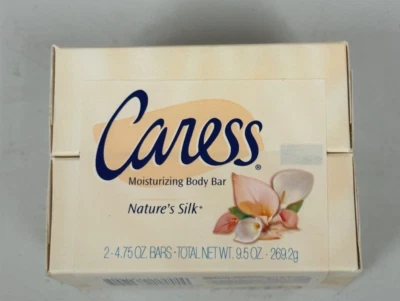 Caress®
Moisturizing Body Bar
Nature's Silk
2-4.75 OZ. BARS • TOTAL NET WT. 9.5 OZ. • 269.2g